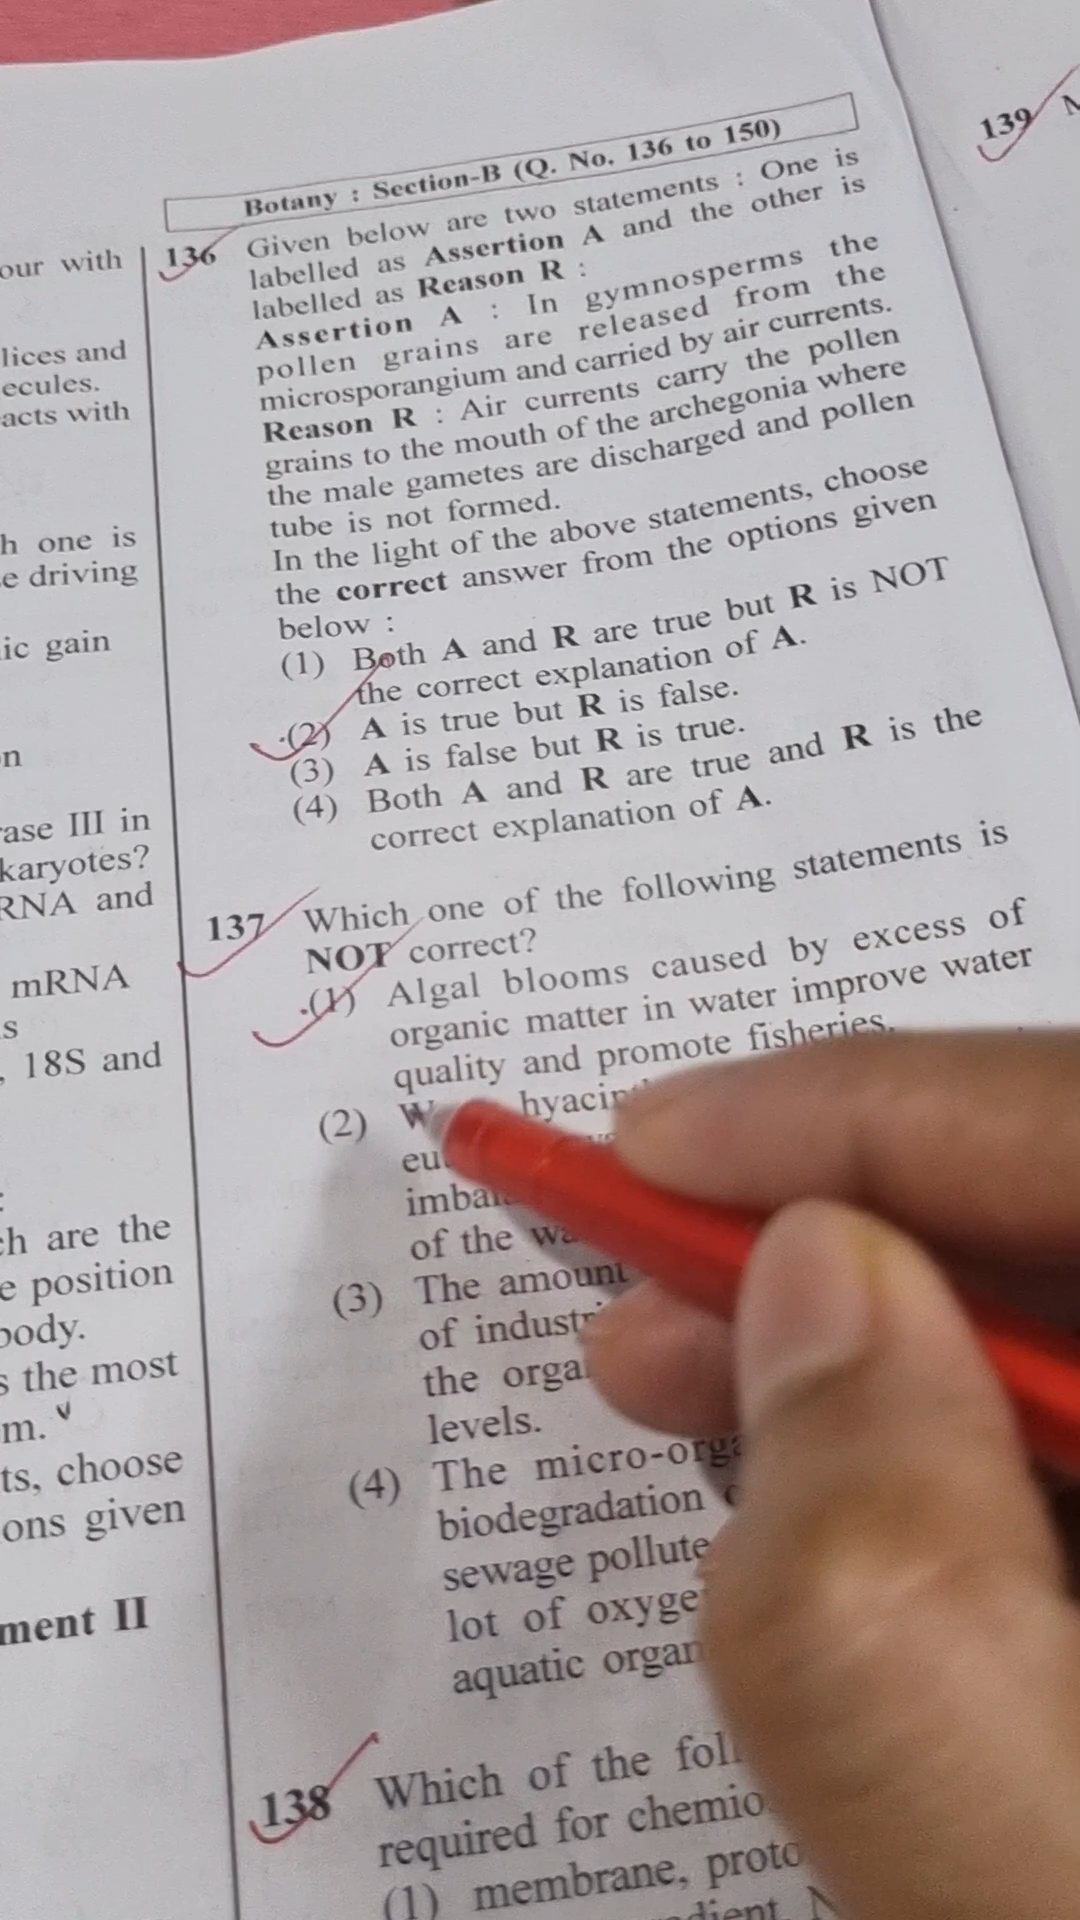 our with
lices and
ecules.
acts with
h one is
e driving
ic gain
n
rase III in
karyotes?
RNA and
mRNA
s
, 18S and
:
ch are the
e position
body.
s the most
m.
ts, choose
ons given
ment II
Botany : Section-B (Q. No. 136 to 150)
136 Given below are two statements : One is
labelled as Assertion A and the other is
labelled as Reason R :
Assertion A : In gymnosperms the
pollen grains are released from the
microsporangium and carried by air currents.
Reason R : Air currents carry the pollen
grains to the mouth of the archegonia where
the male gametes are discharged and pollen
tube is not formed.
In the light of the above statements, choose
the correct answer from the options given
below :
(1) Both A and R are true but R is NOT
the correct explanation of A.
(2) A is true but R is false.
(3) A is false but R is true.
(4) Both A and R are true and R is the
correct explanation of A.
137 Which one of the following statements is
NOT correct?
(1) Algal blooms caused by excess of
organic matter in water improve water
quality and promote fisheries.
(2) hyacin
of the
(3) The amount
of industri
the orga
levels.
(4) The micro-orga
biodegradation
sewage pollute
lot of oxyge
aquatic organ
138 Which of the foll
required for chemio
(1) membrane, proto
dient, N
139 M